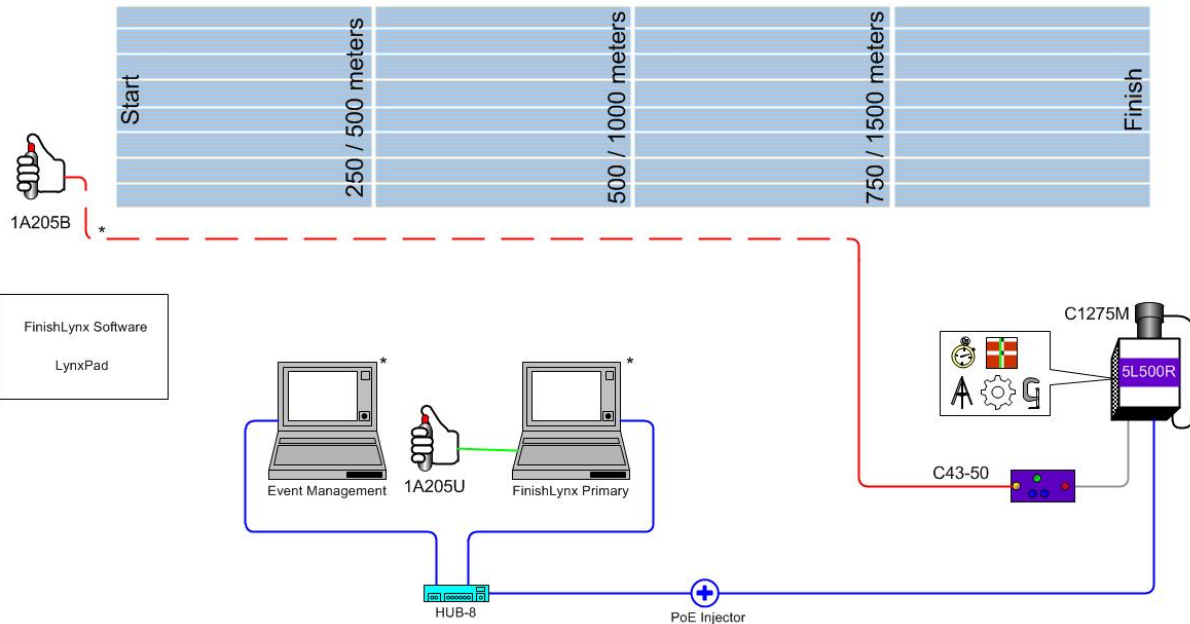 Start
250 / 500 meters
500 / 1000 meters
750 / 1500 meters
Finish
1A205B
*
FinishLynx Software
LynxPad
*
*
Event Management
1A205U
FinishLynx Primary
C1275M
5L500R
C43-50
HUB-8
PoE Injector